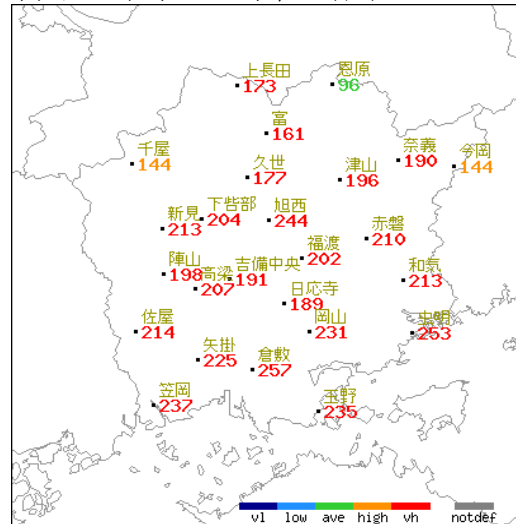 上長田
173
恩原
96
富
161
千屋
144
奈義
190
今岡
144
久世
177
津山
196
下呰部
204
旭西
244
新見
213
赤磐
210
福渡
202
陣山
198
高梁
207
吉備中央
191
和気
213
日応寺
189
佐屋
214
岡山
231
虫明
253
矢掛
225
倉敷
257
笠岡
237
玉野
235
vl low ave high vh notdef